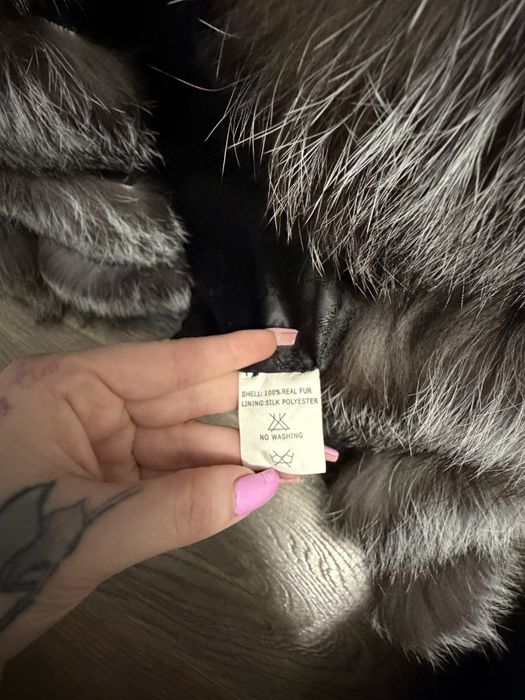 SHELL: 100%REAL FUR
LINING:SILK POLYESTER
NO WASHING